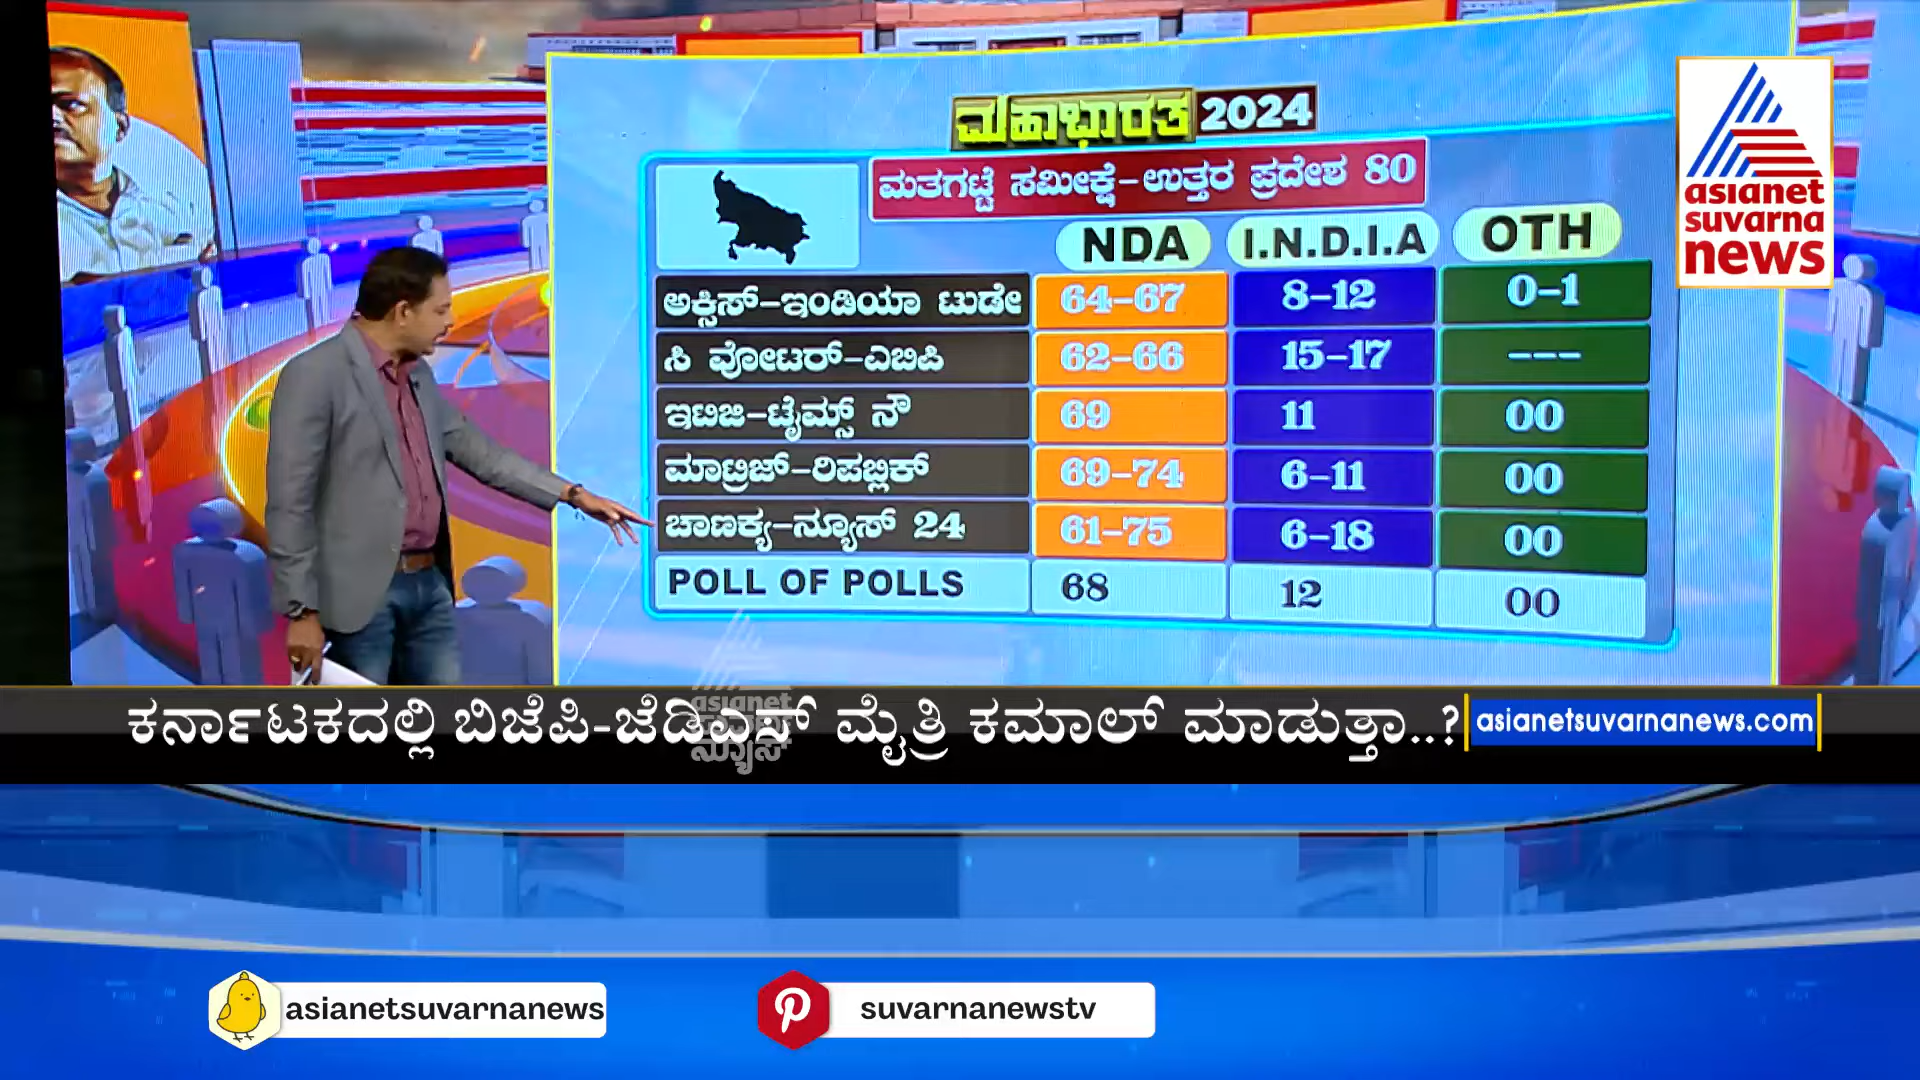 ಮಹಾಭಾರತ 2024
ಮತಗಟ್ಟೆ ಸಮೀಕ್ಷೆ-ಉತ್ತರ ಪ್ರದೇಶ 80
NDA I.N.D.I.A OTH
ಅಕ್ಸಿಸ್-ಇಂಡಿಯಾ ಟುಡೇ 64-67 8-12 0-1
ಸಿ ವೋಟರ್-ಎಬಿಪಿ 62-66 15-17 ---
ಇಟಿಜಿ-ಟೈಮ್ಸ್ ನೌ 69 11 00
ಮಾಟ್ರಿಜ್-ರಿಪಬ್ಲಿಕ್ 69-74 6-11 00
ಚಾಣಕ್ಯ-ನ್ಯೂಸ್ 24 61-75 6-18 00
POLL OF POLLS 68 12 00
asianet
suvarna
news
asianet
ಸುವರ್ಣ
ನ್ಯೂಸ್
ಕರ್ನಾಟಕದಲ್ಲಿ ಬಿಜೆಪಿ-ಜೆಡಿಎಸ್ ಮೈತ್ರಿ ಕಮಾಲ್ ಮಾಡುತ್ತಾ..?
asianetsuvarnanews.com
asianetsuvarnanews
suvarnanewstv